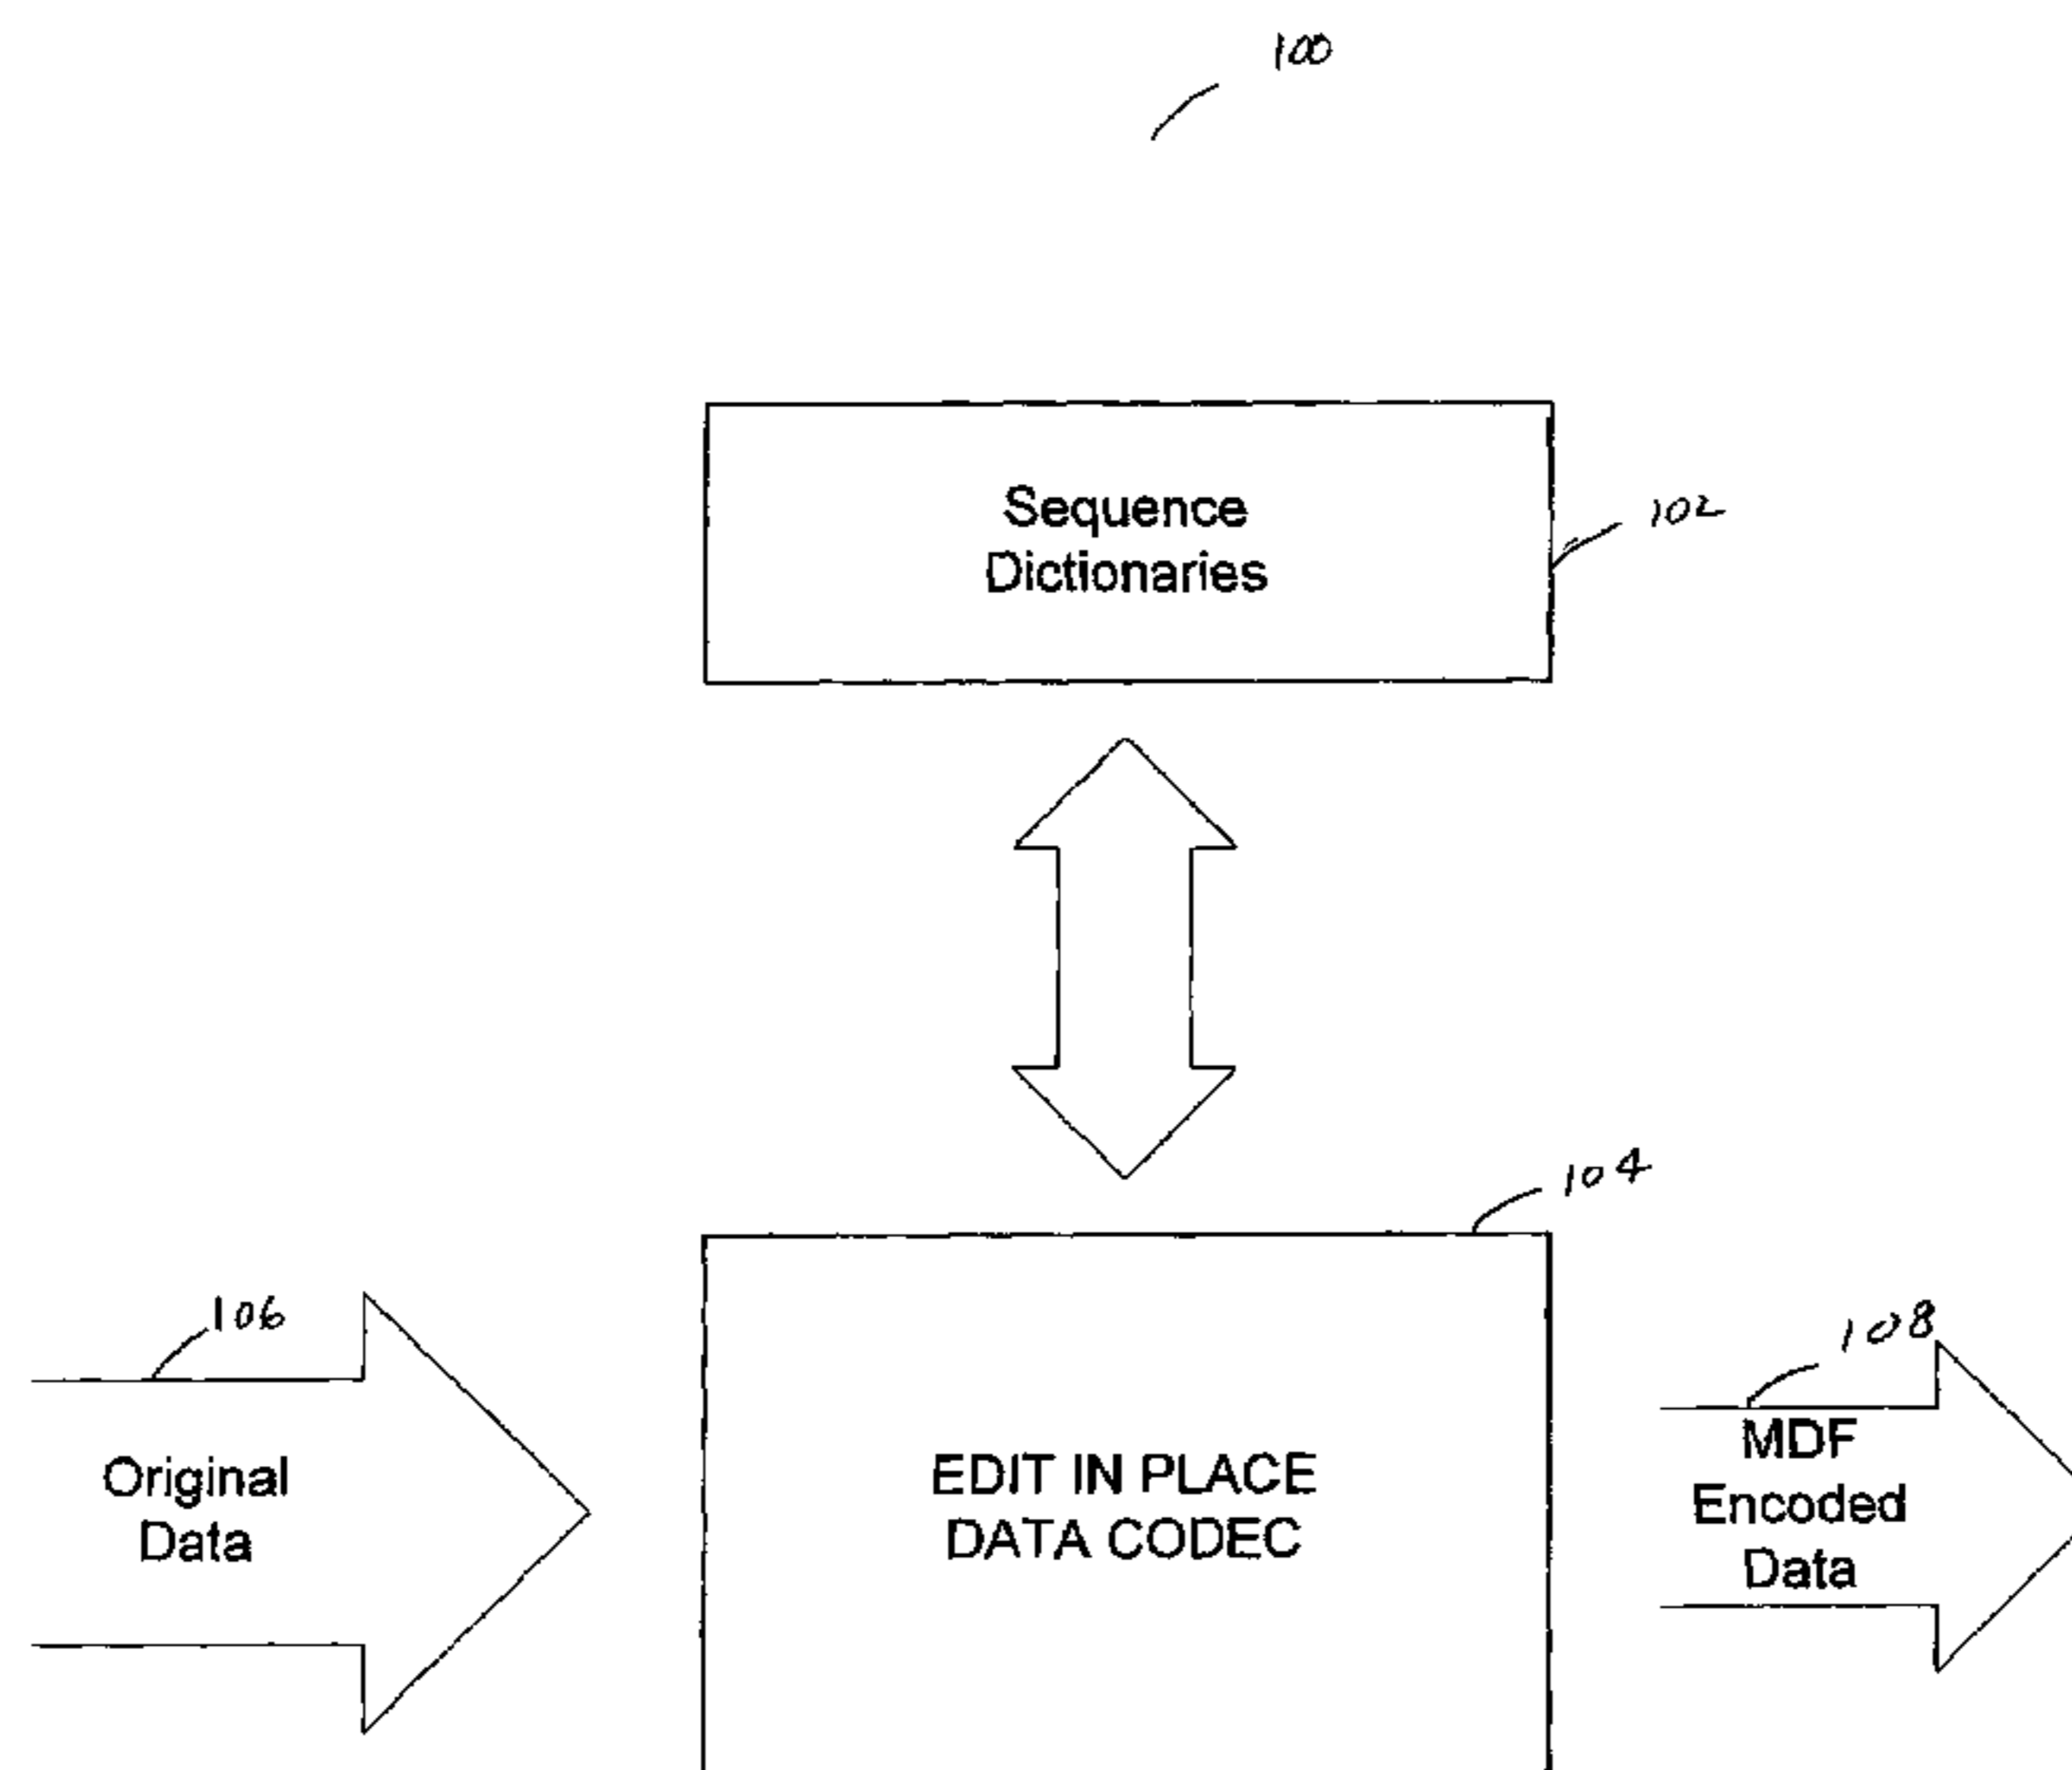 100
Sequence
Dictionaries
102
104
106
Original
Data
EDIT IN PLACE
DATA CODEC
108
MDF
Encoded
Data